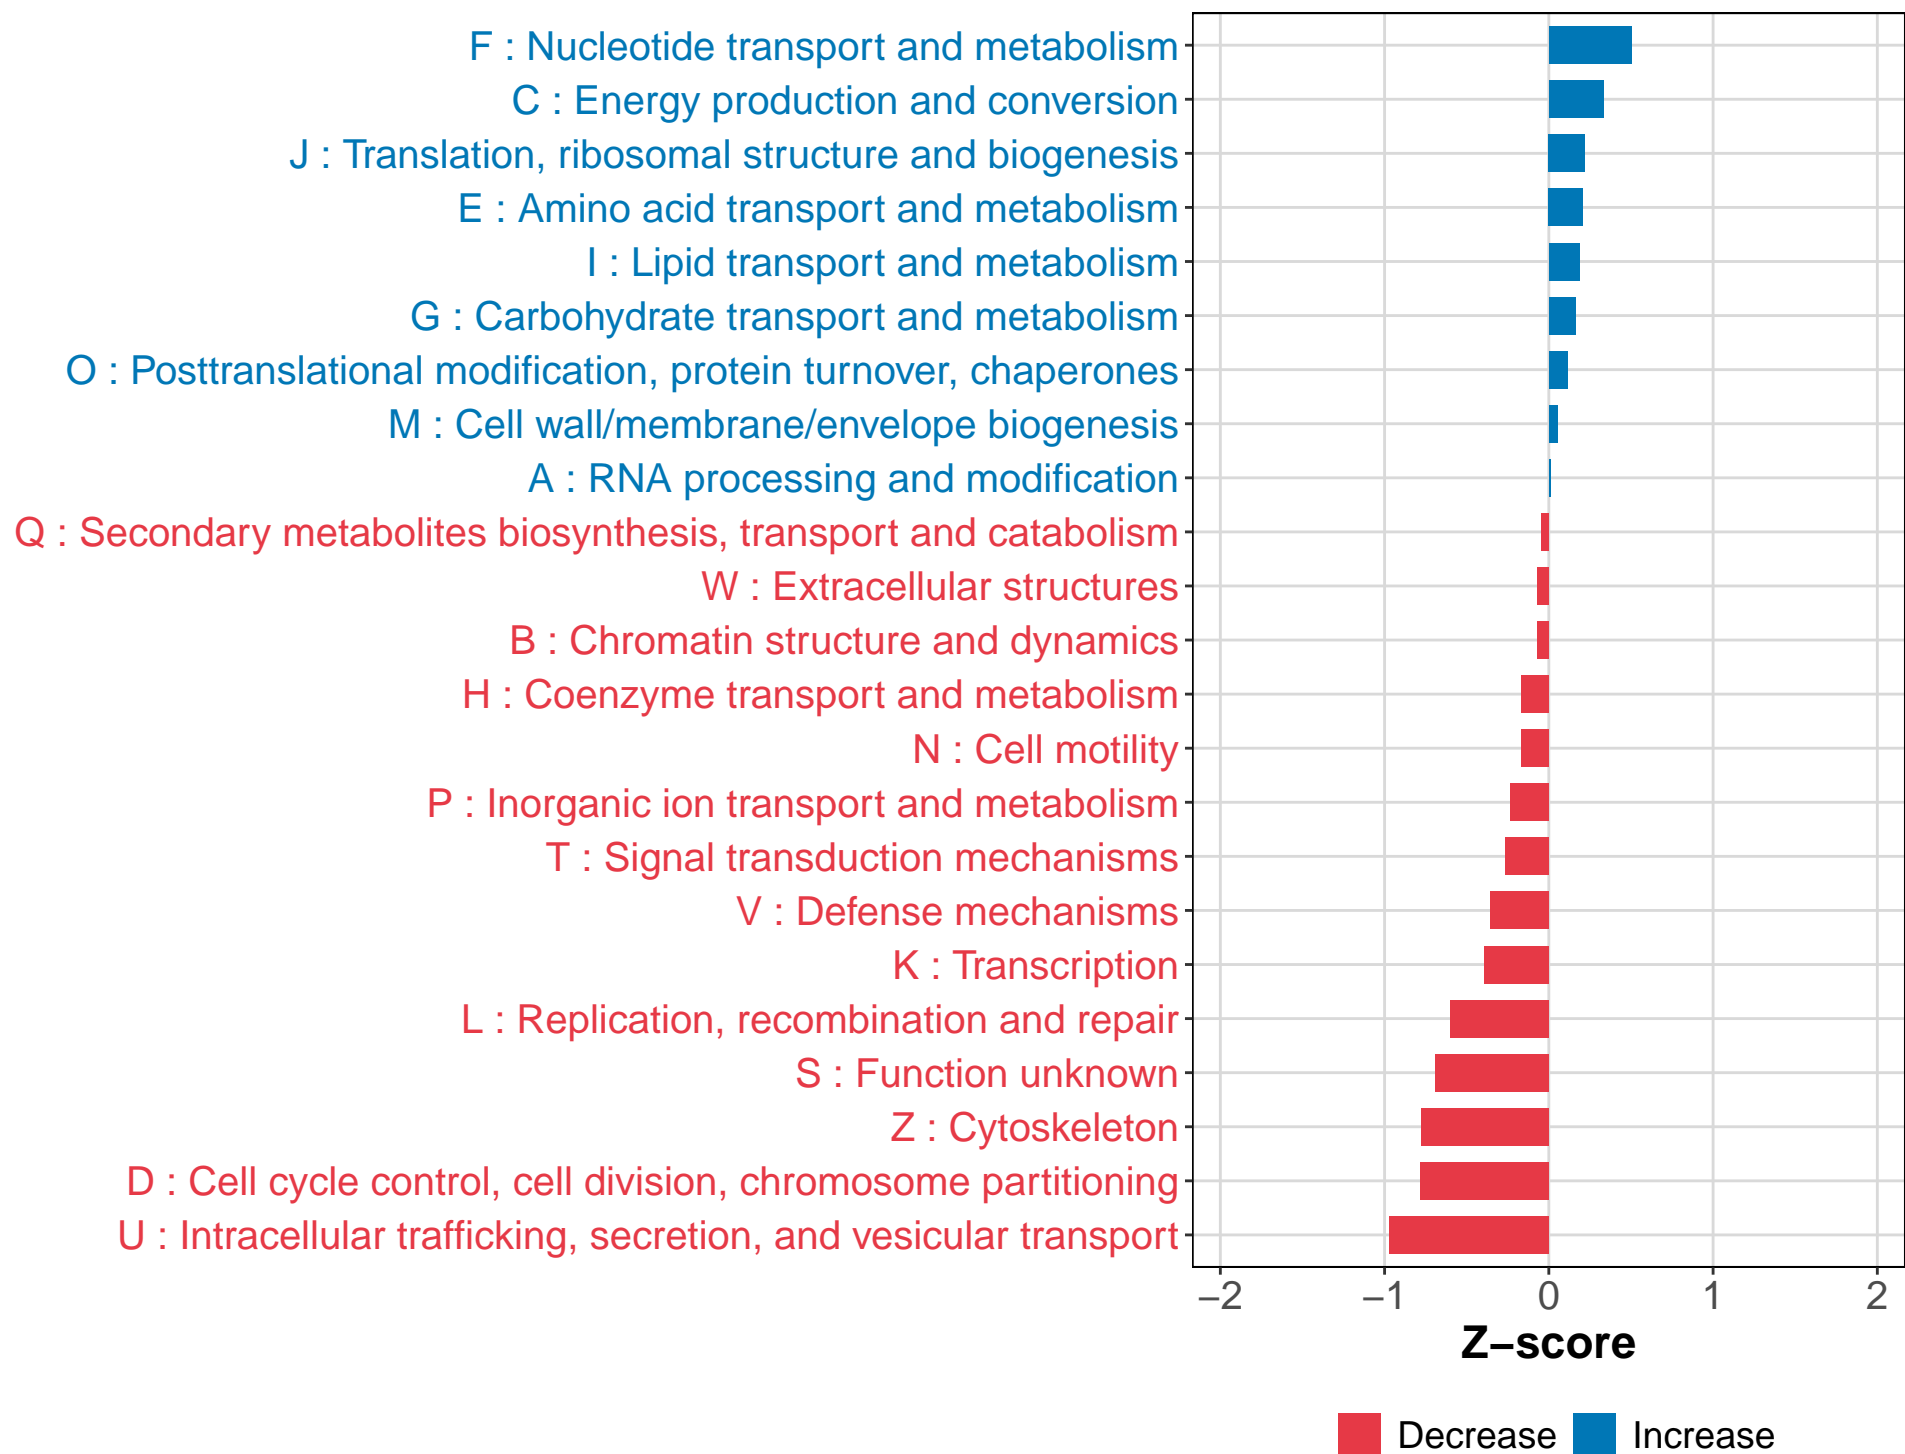 F : Nucleotide transport and metabolism
C : Energy production and conversion
J : Translation, ribosomal structure and biogenesis
E : Amino acid transport and metabolism
I : Lipid transport and metabolism
G : Carbohydrate transport and metabolism
O : Posttranslational modification, protein turnover, chaperones
M : Cell wall/membrane/envelope biogenesis
A : RNA processing and modification
Q : Secondary metabolites biosynthesis, transport and catabolism
W : Extracellular structures
B : Chromatin structure and dynamics
H : Coenzyme transport and metabolism
N : Cell motility
P : Inorganic ion transport and metabolism
T : Signal transduction mechanisms
V : Defense mechanisms
K : Transcription
L : Replication, recombination and repair
S : Function unknown
Z : Cytoskeleton
D : Cell cycle control, cell division, chromosome partitioning
U : Intracellular trafficking, secretion, and vesicular transport
−2 −1 0 1 2
Z−score
Decrease Increase